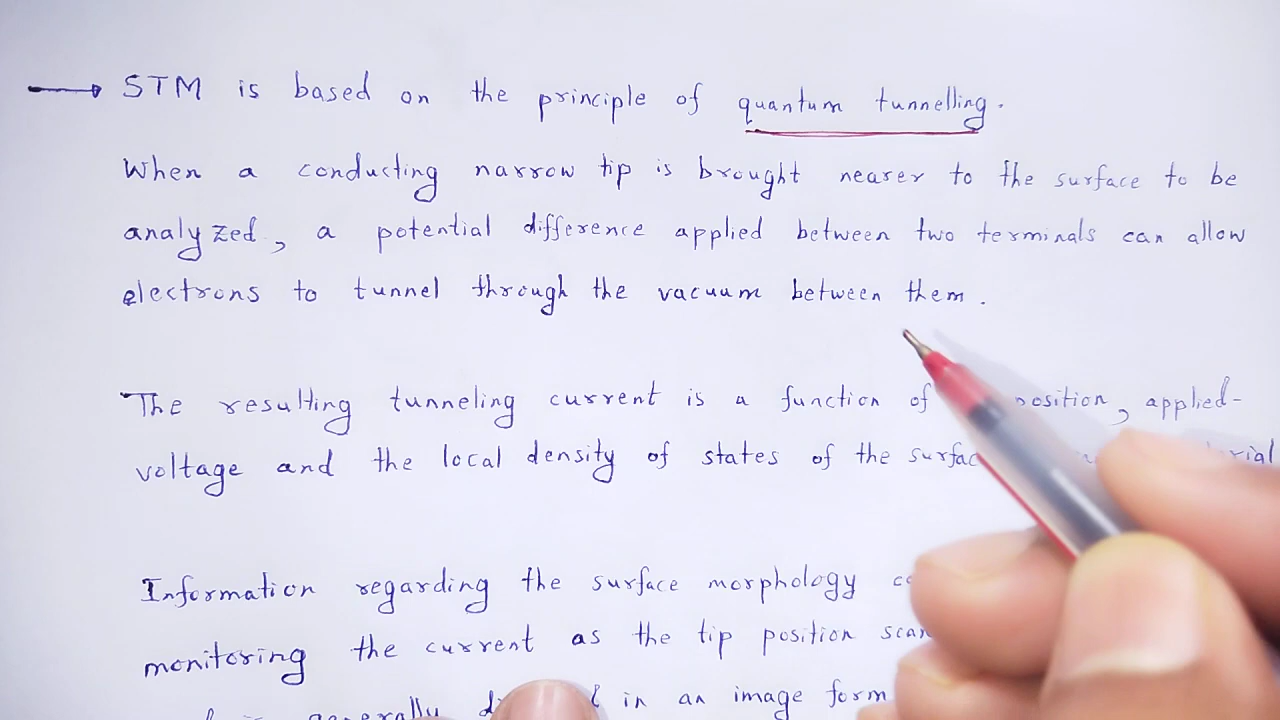 STM is based on the principle of quantum tunnelling.
When a conducting narrow tip is brought nearer to the surface to be
analyzed, a potential difference applied between two terminals can allow
electrons to tunnel through the vacuum between them.
The resulting tunneling current is a function of position, applied-
voltage and the local density of states of the
Information regarding the surface morphology
monitoring the current as the tip position
generally in an image form